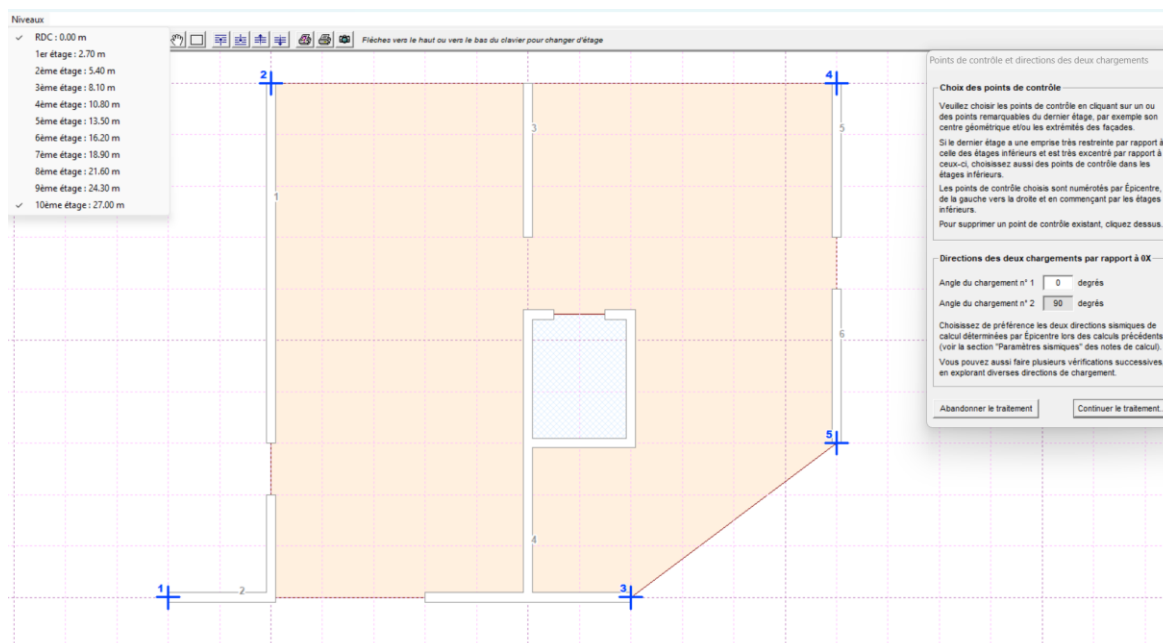 Niveaux
RDC : 0.00 m
1er étage : 2.70 m
2ème étage : 5.40 m
3ème étage : 8.10 m
4ème étage : 10.80 m
5ème étage : 13.50 m
6ème étage : 16.20 m
7ème étage : 18.90 m
8ème étage : 21.60 m
9ème étage : 24.30 m
10ème étage : 27.00 m
Flèches vers le haut ou vers le bas du clavier pour changer d'étage
2
4
3
5
1
6
5
4
1
2
3
Points de contrôle et directions des deux chargements
Choix des points de contrôle
Veuillez choisir les points de contrôle en cliquant sur un ou
des points remarquables du dernier étage, par exemple son
centre géométrique et/ou les extrémités des façades.
Si le dernier étage a une emprise très restreinte par rapport à
celle des étages inférieurs et est très excentré par rapport à
ceux-ci, choisissez aussi des points de contrôle dans les
étages inférieurs.
Les points de contrôle choisis sont numérotés par Épicentre,
de la gauche vers la droite et en commençant par les étages
inférieurs.
Pour supprimer un point de contrôle existant, cliquez dessus.
Directions des deux chargements par rapport à 0X
Angle du chargement n° 1 0 degrés
Angle du chargement n° 2 90 degrés
Choisissez de préférence les deux directions sismiques de
calcul déterminées par Épicentre lors des calculs précédents
(voir la section "Paramètres sismiques" des notes de calcul).
Vous pouvez aussi faire plusieurs vérifications successives,
en explorant diverses directions de chargement.
Abandonner le traitement
Continuer le traitement.